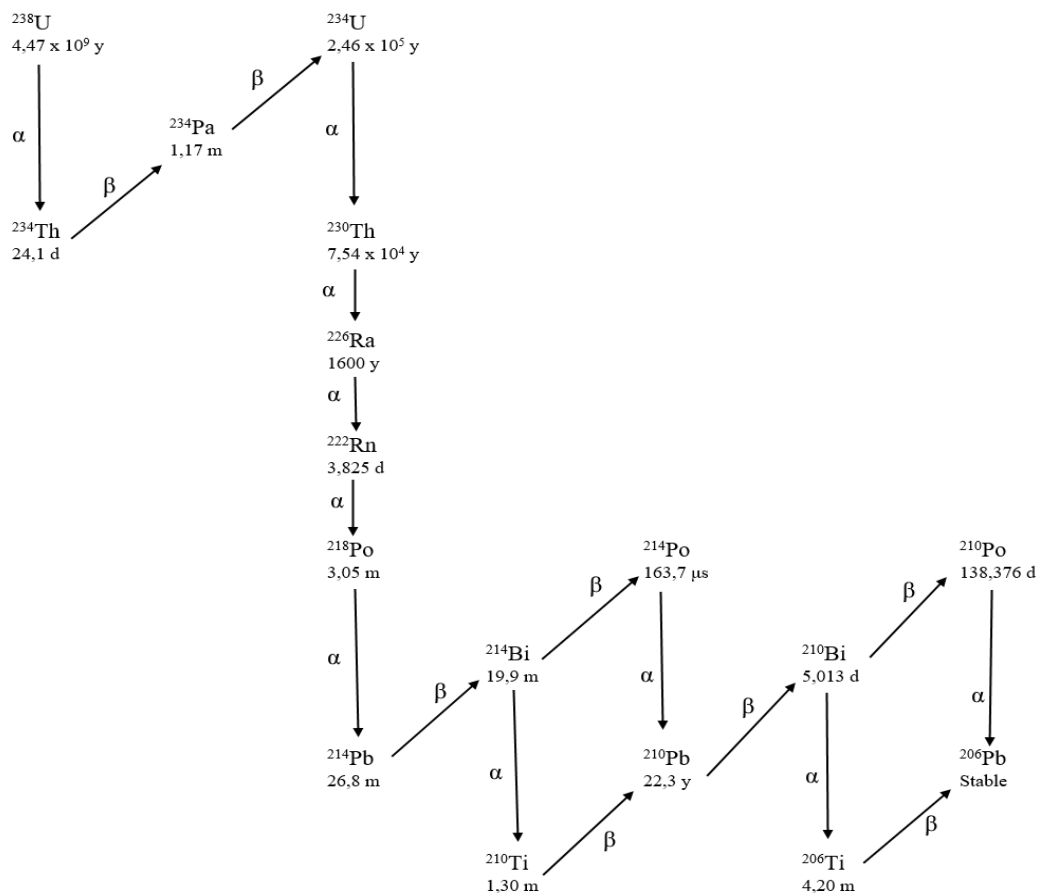 ²³⁸U
4,47 x 10⁹ y
²³⁴U
2,46 x 10⁵ y
β
α
²³⁴Pa
1,17 m
α
β
²³⁴Th
24,1 d
²³⁰Th
7,54 x 10⁴ y
α
²²⁶Ra
1600 y
α
²²²Rn
3,825 d
α
²¹⁸Po
3,05 m
²¹⁴Po
163,7 µs
²¹⁰Po
138,376 d
β
β
α
²¹⁴Bi
19,9 m
α
²¹⁰Bi
5,013 d
α
β
β
²¹⁴Pb
26,8 m
α
²¹⁰Pb
22,3 y
α
²⁰⁶Pb
Stable
β
β
²¹⁰Ti
1,30 m
²⁰⁶Ti
4,20 m